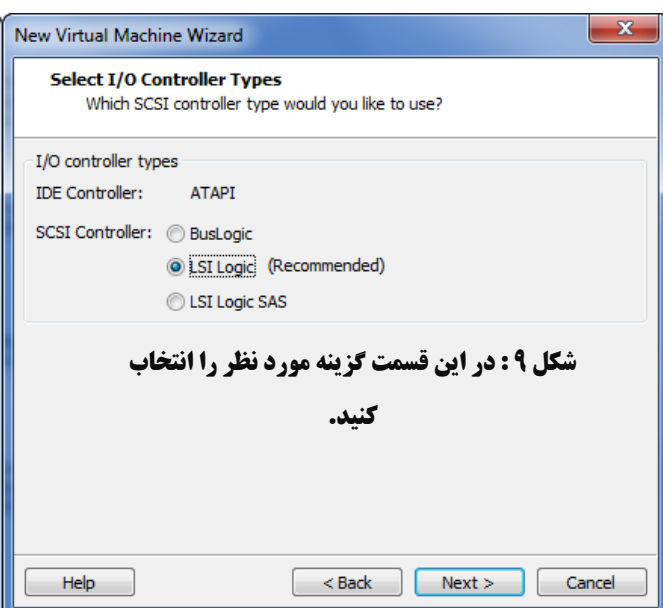 New Virtual Machine Wizard
X
Select I/O Controller Types
Which SCSI controller type would you like to use?
I/O controller types
IDE Controller: ATAPI
SCSI Controller: BusLogic
LSI Logic (Recommended)
LSI Logic SAS
شکل ۹ : در این قسمت گزینه مورد نظر را انتخاب
کنید.
Help < Back Next > Cancel